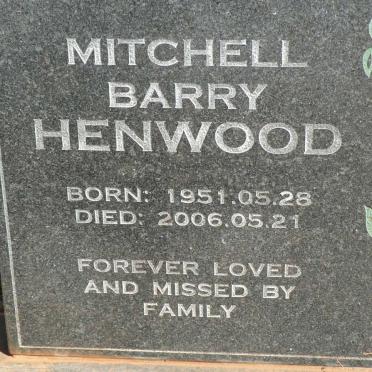 MITCHELL
BARRY
HENWOOD
BORN: 1951.05.28
DIED: 2006.05.21
FOREVER LOVED
AND MISSED BY
FAMILY